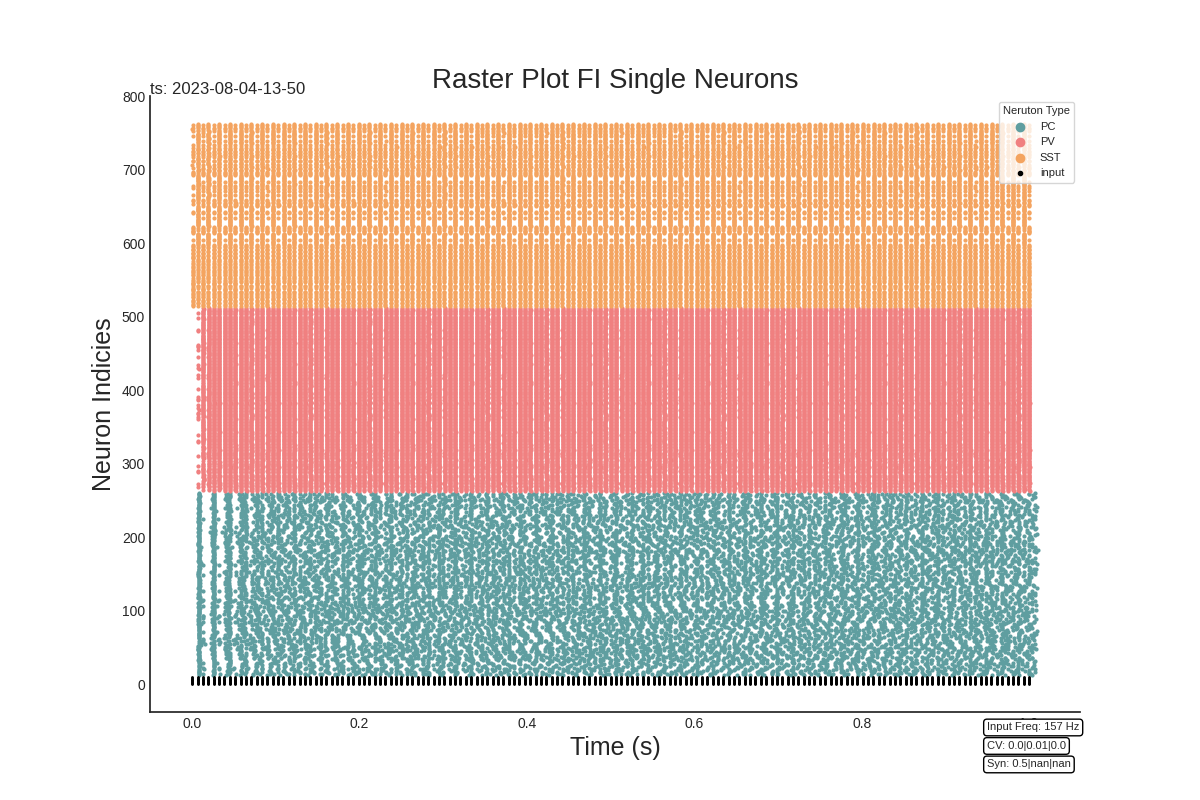 Raster Plot FI Single Neurons
ts: 2023-08-04-13-50
Neruton Type
PC
PV
SST
input
800
700
600
500
400
300
200
100
0
Neuron Indicies
0.0 0.2 0.4 0.6 0.8
Time (s)
Input Freq: 157 Hz
CV: 0.0|0.01|0.0
Syn: 0.5|nan|nan